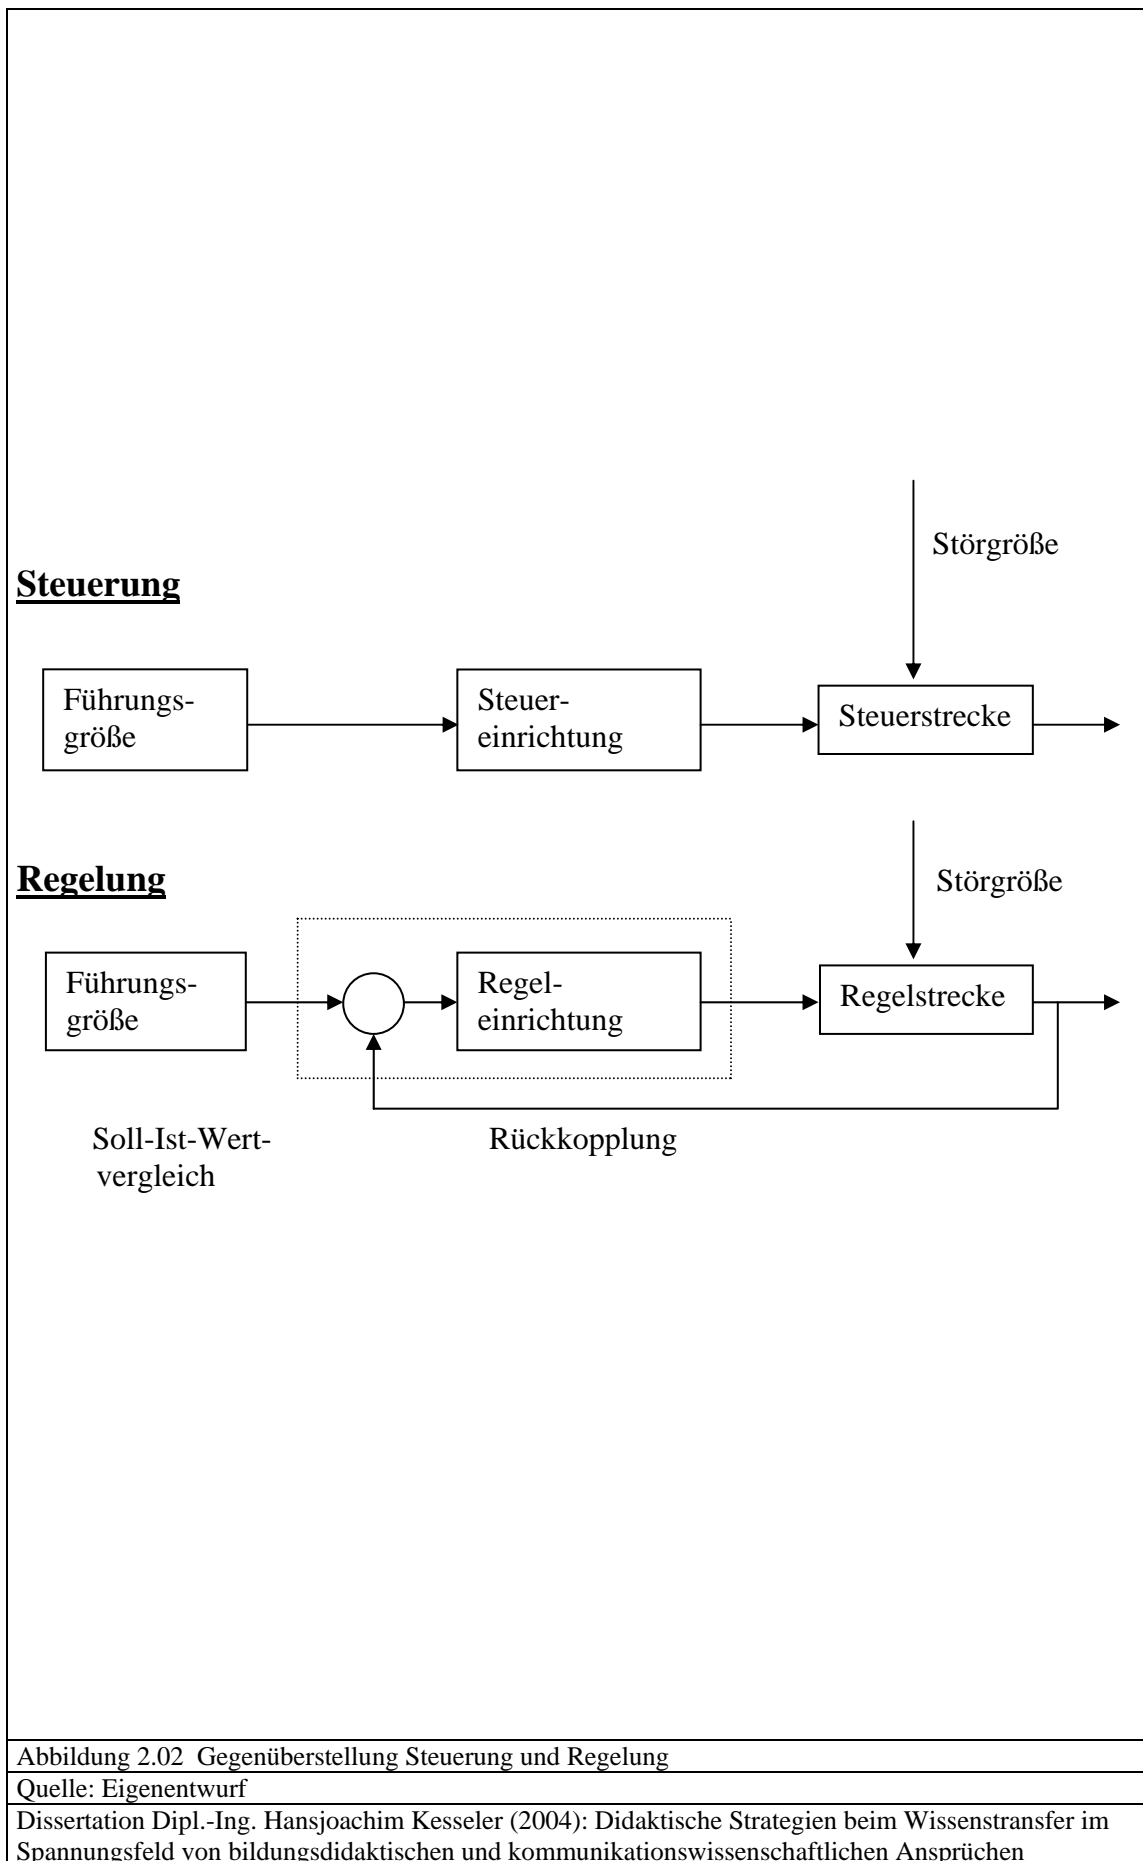 Störgröße
Steuerung
Führungs-
größe
Steuer-
einrichtung
Steuerstrecke
Regelung
Störgröße
Führungs-
größe
Regel-
einrichtung
Regelstrecke
Soll-Ist-Wert-
vergleich
Rückkopplung
Abbildung 2.02 Gegenüberstellung Steuerung und Regelung
Quelle: Eigenentwurf
Dissertation Dipl.-Ing. Hansjoachim Kesseler (2004): Didaktische Strategien beim Wissenstransfer im
Spannungsfeld von bildungsdidaktischen und kommunikationswissenschaftlichen Ansprüchen